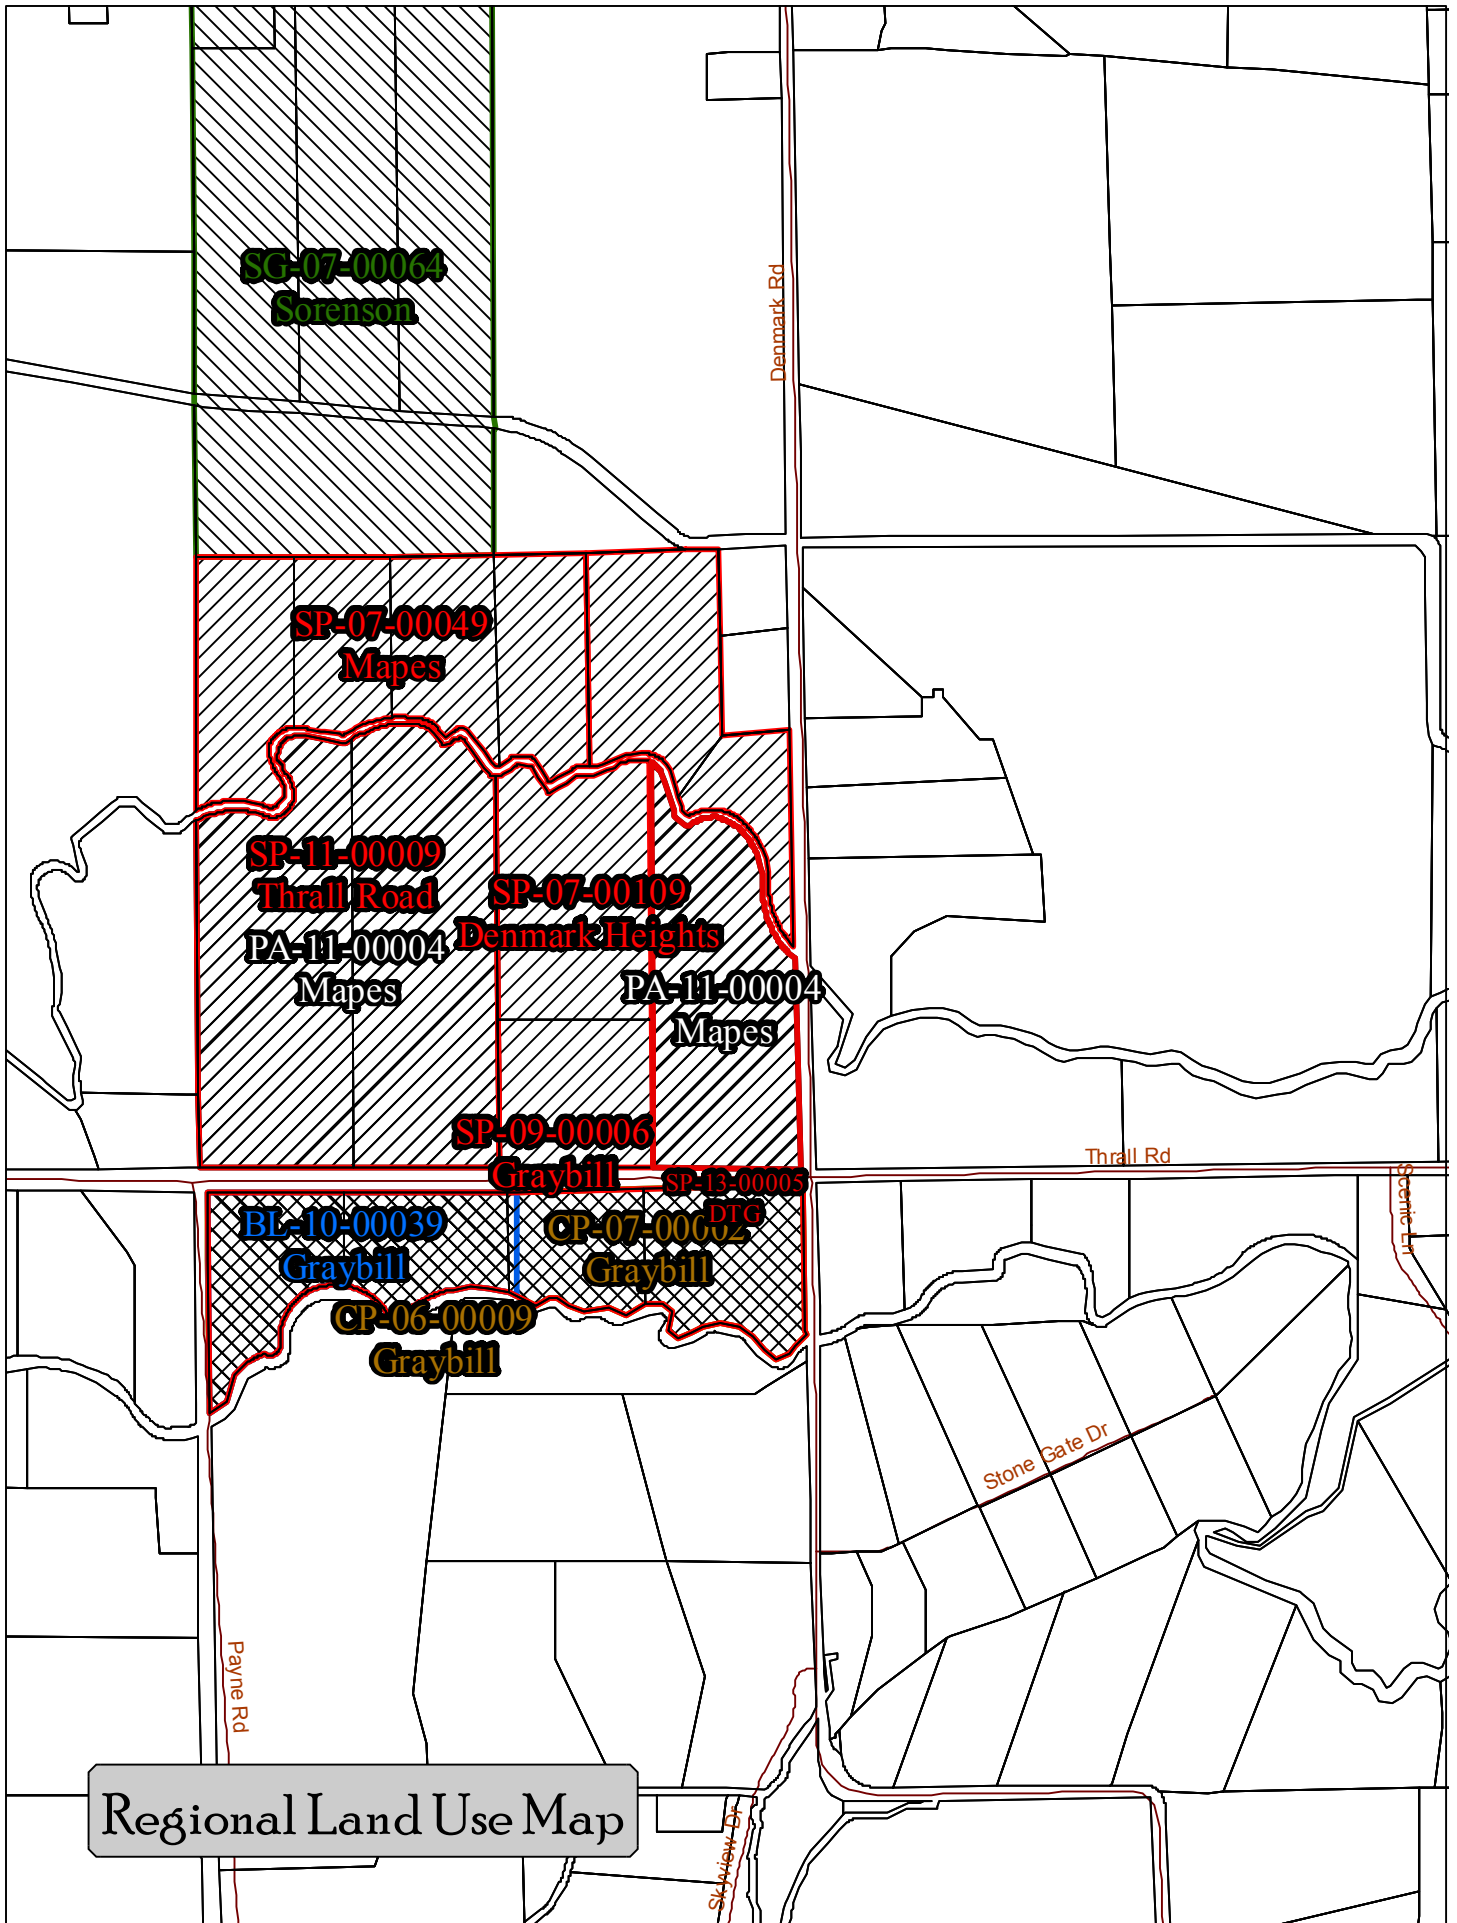 SG-07-00064
Sorenson
Denmark Rd
SP-07-00049
Mapes
SP-11-00009
Thrall Road
PA-11-00004
Mapes
SP-07-00109
Denmark Heights
PA-11-00004
Mapes
SP-09-00006
Graybill
Thrall Rd
SP-13-00005
DTG
Scenic Ln
BL-10-00039
Graybill
CP-07-00002
Graybill
CP-06-00009
Graybill
Stone Gate Dr
Payne Rd
Regional Land Use Map
Skyview Dr